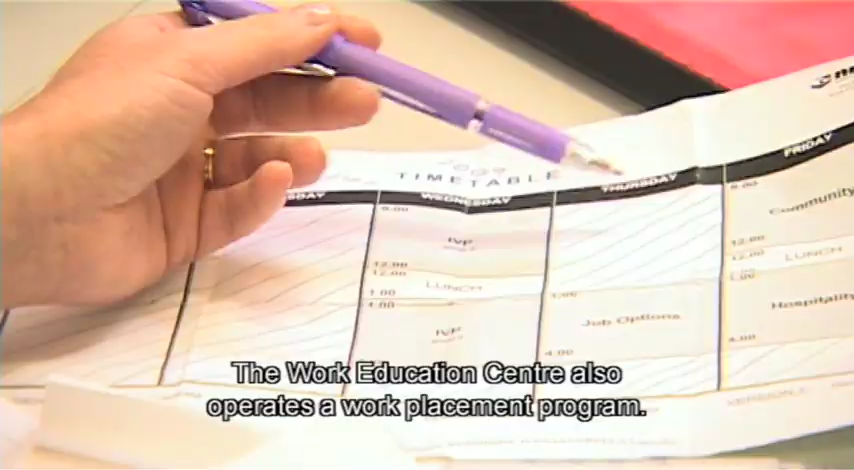 2009
TIMETABLE
WEDNESDAY
THURSDAY
FRIDAY
9.00
IVP
12.00
12.00
LUNCH
1.00
1.00
IVP
1.00
Job Options
4.00
9.00
Community
12.00
12.00
LUNCH
1.00
Hospitality
4.00
The Work Education Centre also
operates a work placement program.